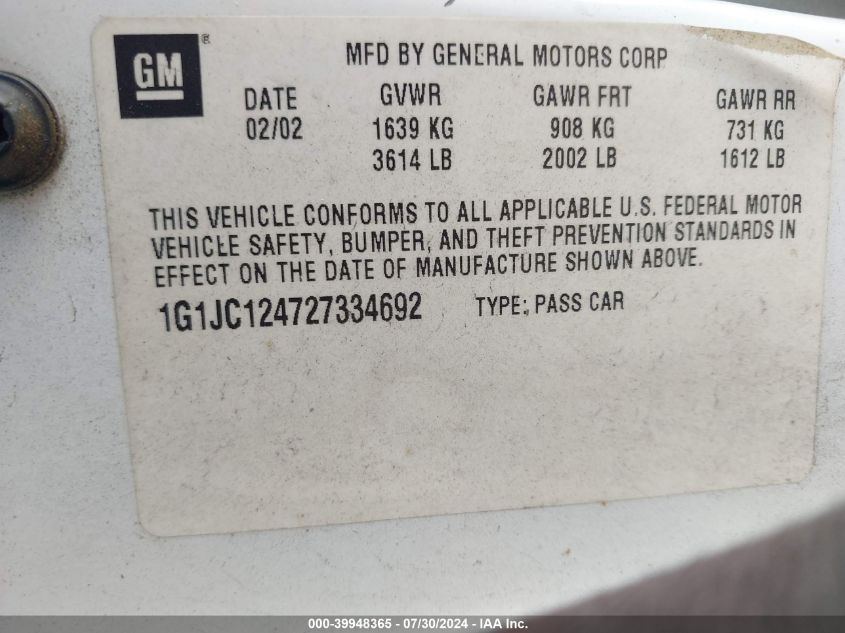 GM®
MFD BY GENERAL MOTORS CORP
DATE GVWR GAWR FRT GAWR RR
02/02 1639 KG 908 KG 731 KG
3614 LB 2002 LB 1612 LB
THIS VEHICLE CONFORMS TO ALL APPLICABLE U.S. FEDERAL MOTOR
VEHICLE SAFETY, BUMPER, AND THEFT PREVENTION STANDARDS IN
EFFECT ON THE DATE OF MANUFACTURE SHOWN ABOVE.
1G1JC124727334692 TYPE: PASS CAR
000-39948365 - 07/30/2024 - IAA Inc.